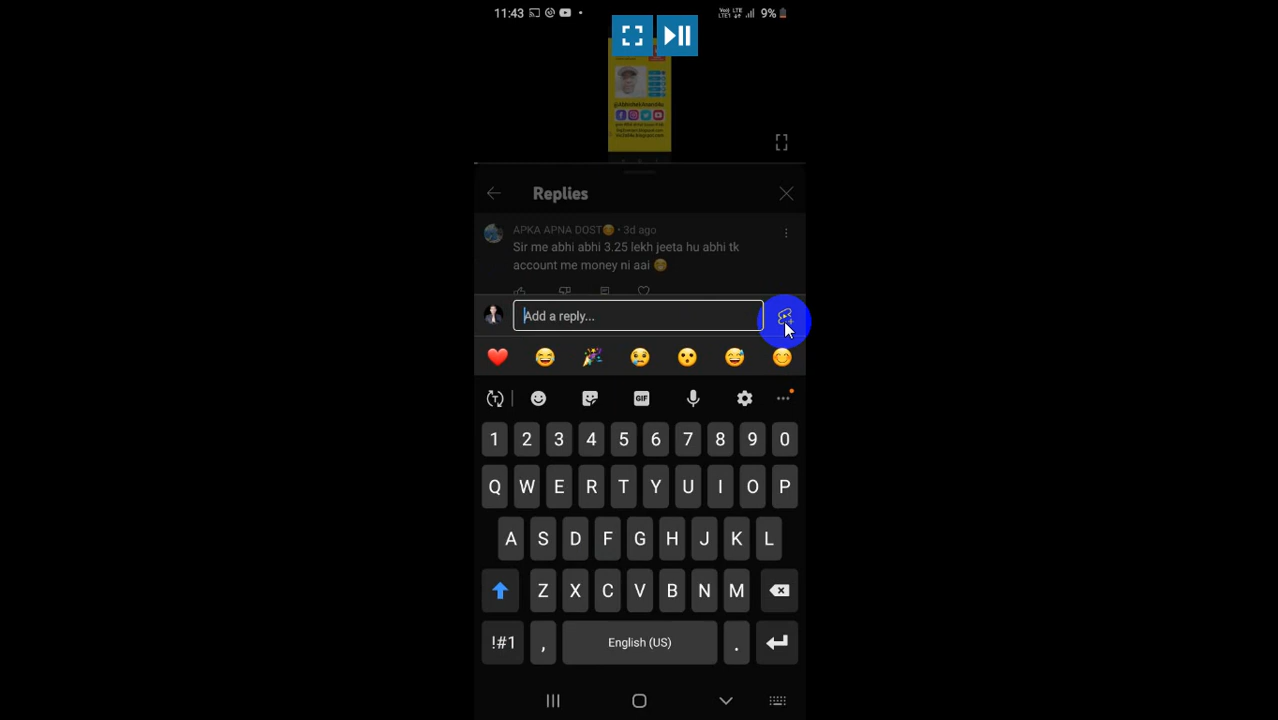 11:43
LTE
LTE1
9%
Replies
APKA APNA DOST😊 • 3d ago
Sir me abhi abhi 3.25 lekh jeeta hu abhi tk
account me money ni aai 😁
Add a reply...
GIF
1 2 3 4 5 6 7 8 9 0
Q W E R T Y U I O P
A S D F G H J K L
Z X C V B N M
!#1 , English (US) .